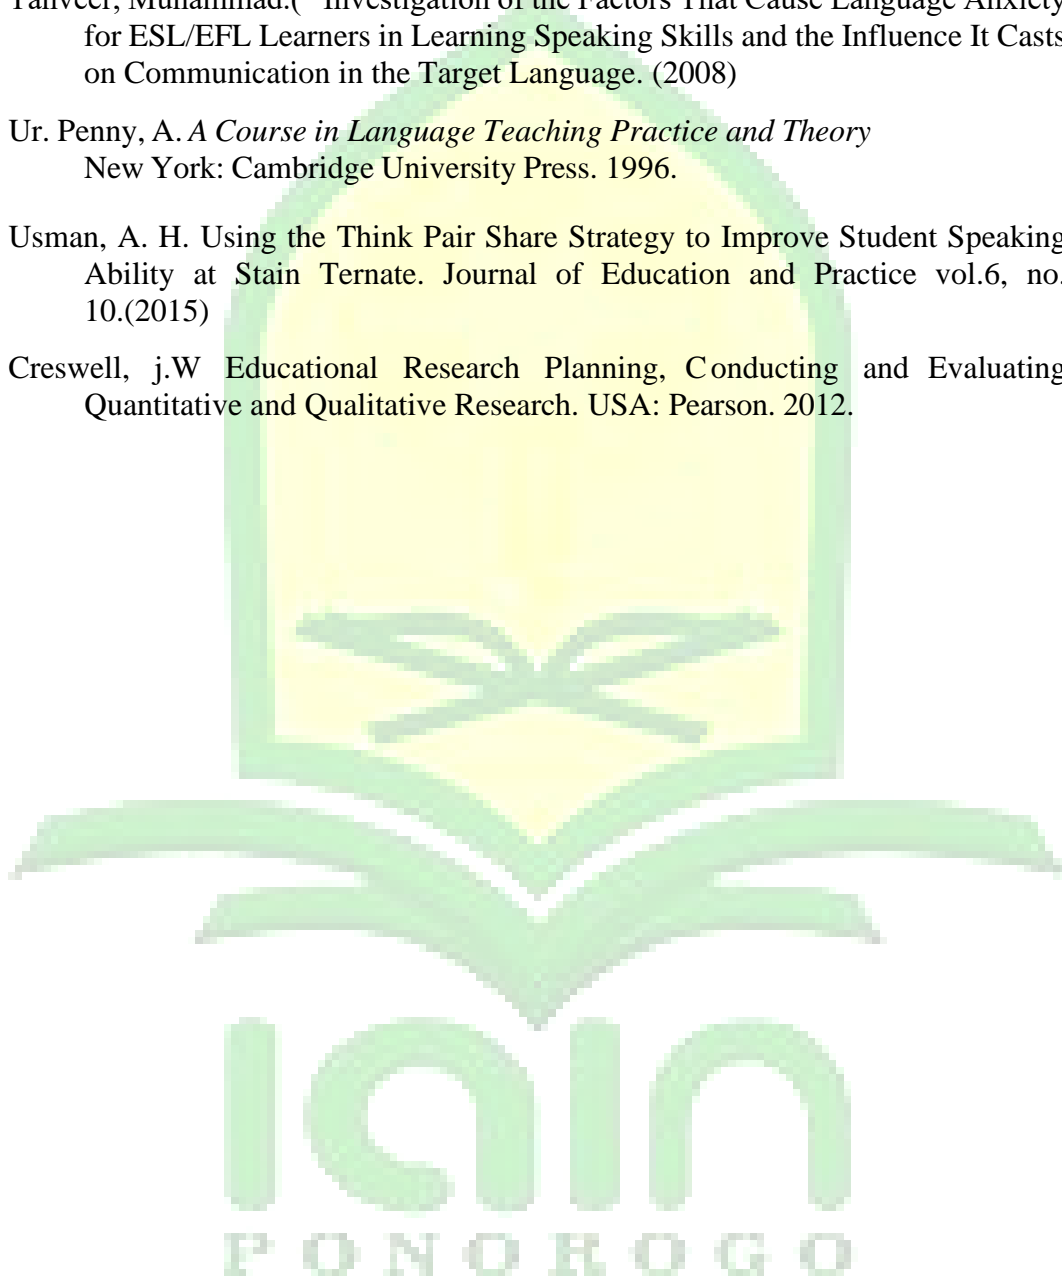 Tanveer, Muhammad.(" Investigation of the Factors That Cause Language Anxiety
for ESL/EFL Learners in Learning Speaking Skills and the Influence It Casts
on Communication in the Target Language. (2008)
Ur. Penny, A. A Course in Language Teaching Practice and Theory
New York: Cambridge University Press. 1996.
Usman, A. H. Using the Think Pair Share Strategy to Improve Student Speaking
Ability at Stain Ternate. Journal of Education and Practice vol.6, no.
10.(2015)
Creswell, j.W Educational Research Planning, Conducting and Evaluating
Quantitative and Qualitative Research. USA: Pearson. 2012.
iain
PONOROGO